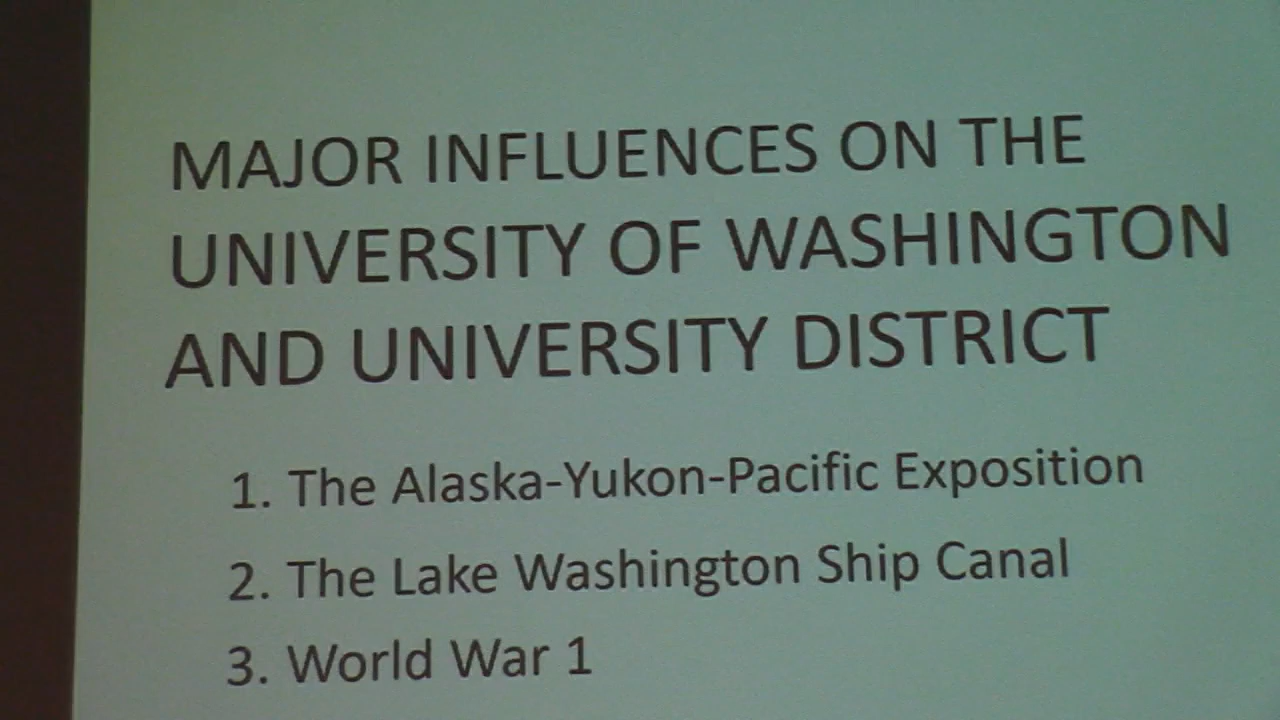 MAJOR INFLUENCES ON THE
UNIVERSITY OF WASHINGTON
AND UNIVERSITY DISTRICT
1. The Alaska-Yukon-Pacific Exposition
2. The Lake Washington Ship Canal
3. World War 1